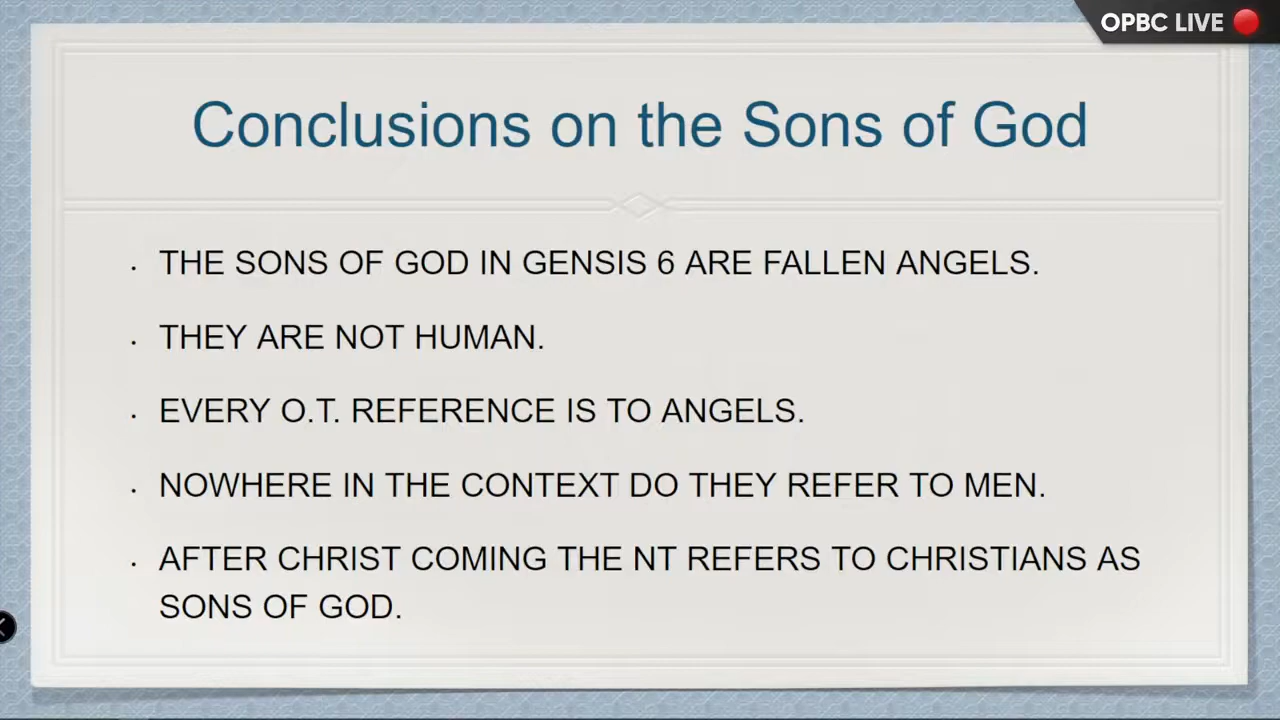 OPBC LIVE
Conclusions on the Sons of God
· THE SONS OF GOD IN GENSIS 6 ARE FALLEN ANGELS.
· THEY ARE NOT HUMAN.
· EVERY O.T. REFERENCE IS TO ANGELS.
· NOWHERE IN THE CONTEXT DO THEY REFER TO MEN.
· AFTER CHRIST COMING THE NT REFERS TO CHRISTIANS AS
SONS OF GOD.